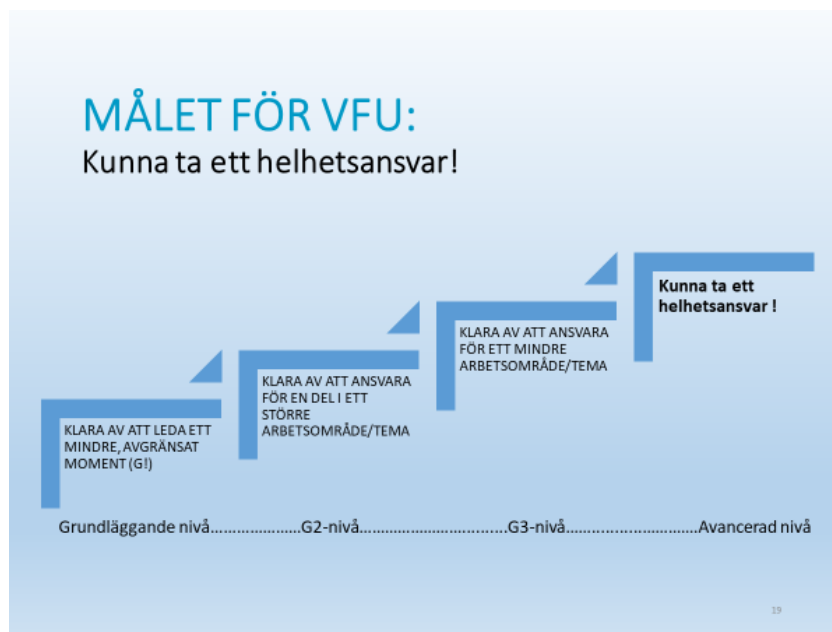 MÅLET FÖR VFU:
Kunna ta ett helhetsansvar!
KLARA AV ATT LEDA ETT
MINDRE, AVGRÄNSAT
MOMENT (G!)
KLARA AV ATT ANSVARA
FÖR EN DEL I ETT
STÖRRE
ARBETSOMRÅDE/TEMA
KLARA AV ATT ANSVARA
FÖR ETT MINDRE
ARBETSOMRÅDE/TEMA
Kunna ta ett
helhetsansvar !
Grundläggande nivå………………...G2-nivå……………………..……...G3-nivå……..………………….Avancerad nivå
19